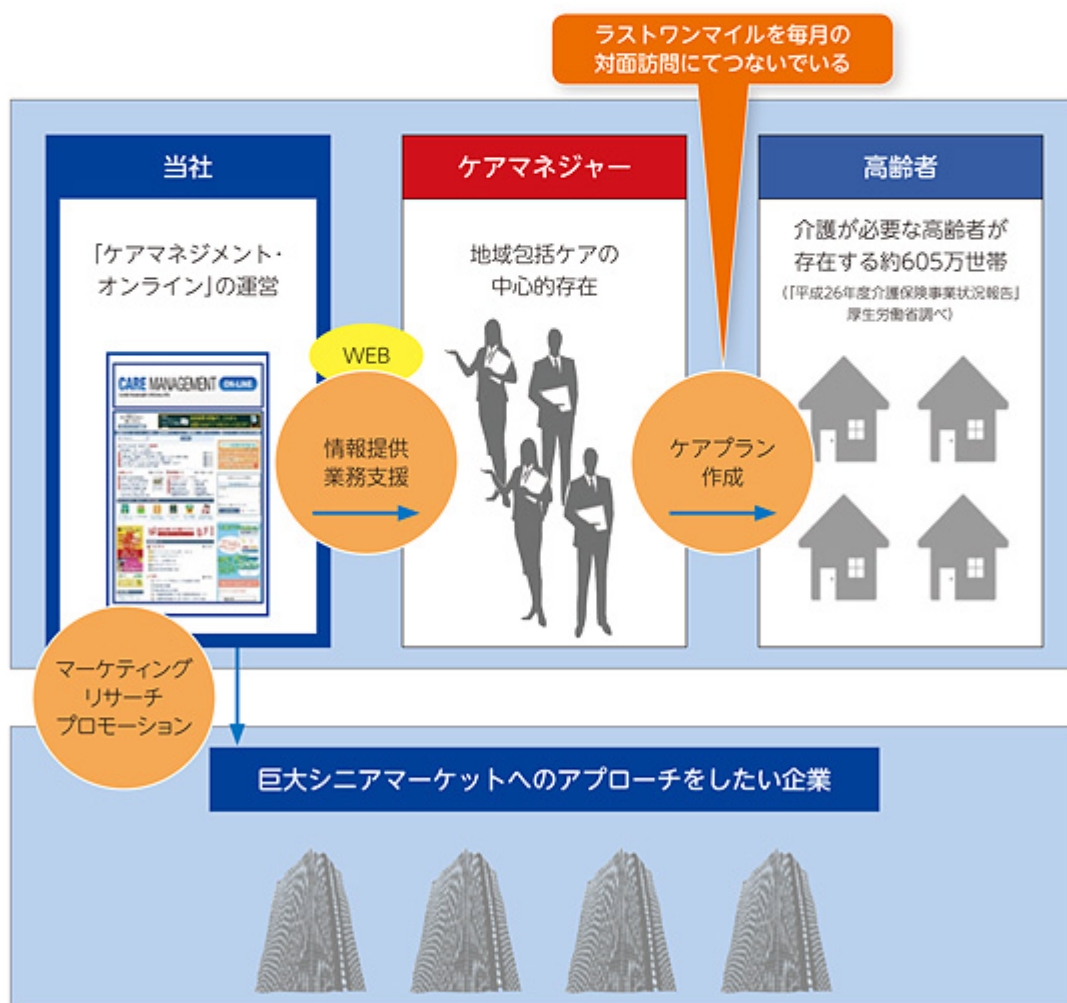 ラストワンマイルを毎月の
対面訪問にてつないでいる
当社
「ケアマネジメント・
オンライン」の運営
CARE MANAGEMENT ON-LINE
WEB
情報提供
業務支援
ケアマネジャー
地域包括ケアの
中心的存在
ケアプラン
作成
高齢者
介護が必要な高齢者が
存在する約605万世帯
(「平成26年度介護保険事業状況報告」
厚生労働省調べ)
マーケティング
リサーチ
プロモーション
巨大シニアマーケットへのアプローチをしたい企業